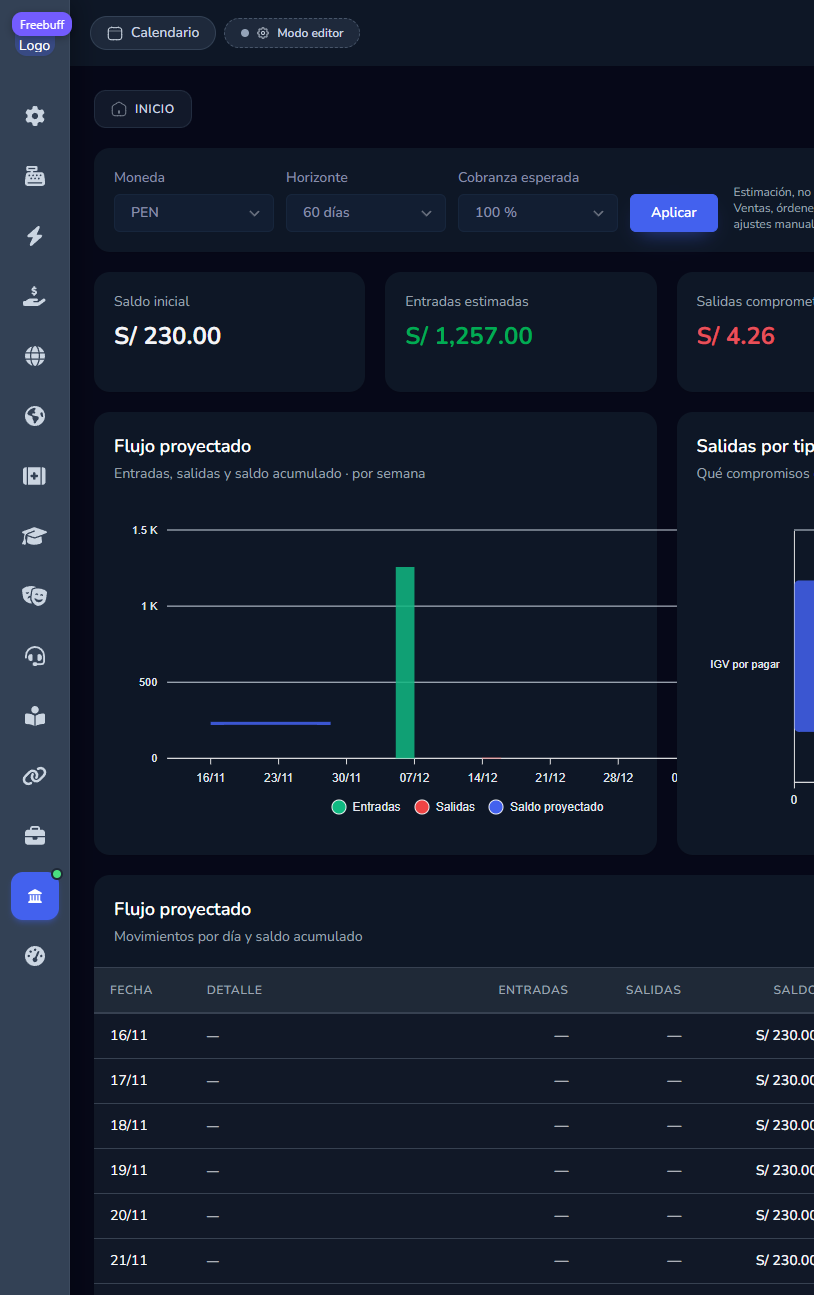 Freebuff
Logo
Calendario
Modo editor
INICIO
Moneda
Horizonte
Cobranza esperada
PEN
60 días
100 %
Aplicar
Estimación, no
Ventas, órdene
ajustes manual
Saldo inicial
S/ 230.00
Entradas estimadas
S/ 1,257.00
Salidas compromet
S/ 4.26
Flujo proyectado
Entradas, salidas y saldo acumulado · por semana
1.5 K
1 K
500
0
16/11
23/11
30/11
07/12
14/12
21/12
28/12
0
Entradas
Salidas
Saldo proyectado
Salidas por tip
Qué compromisos
IGV por pagar
0
Flujo proyectado
Movimientos por día y saldo acumulado
FECHA DETALLE ENTRADAS SALIDAS SALDO
16/11 — — — S/ 230.00
17/11 — — — S/ 230.00
18/11 — — — S/ 230.00
19/11 — — — S/ 230.00
20/11 — — — S/ 230.00
21/11 — — — S/ 230.00